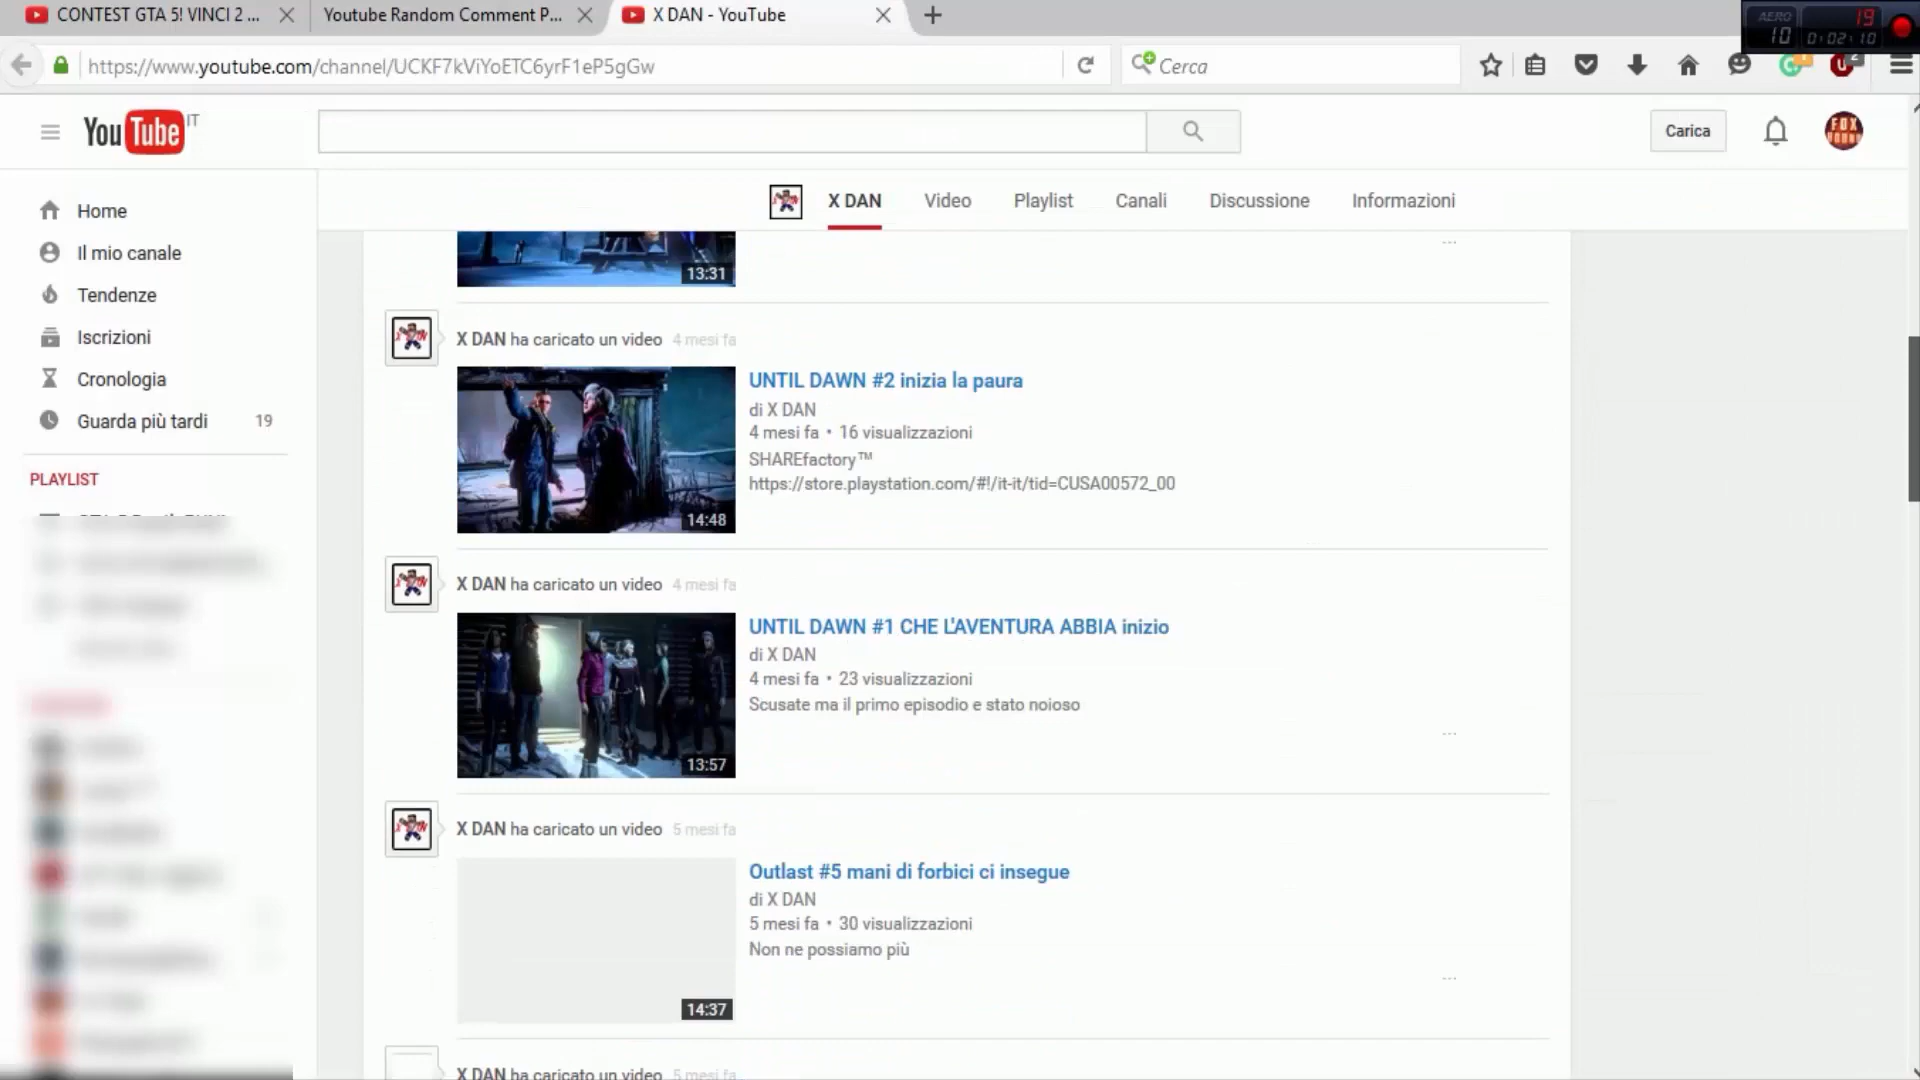 CONTEST GTA 5! VINCI 2 ...
Youtube Random Comment P...
X DAN - YouTube
AERO
10
19
0:02:10
https://www.youtube.com/channel/UCKF7kViYoETC6yrF1eP5gGw
Cerca
2
YouTube IT
Carica
FOX
Home
Il mio canale
Tendenze
Iscrizioni
Cronologia
Guarda più tardi 19
PLAYLIST
X DAN
Video
Playlist
Canali
Discussione
Informazioni
13:31
X DAN ha caricato un video 4 mesi fa
UNTIL DAWN #2 inizia la paura
di X DAN
4 mesi fa • 16 visualizzazioni
SHAREfactory™
https://store.playstation.com/#!/it-it/tid=CUSA00572_00
14:48
X DAN ha caricato un video 4 mesi fa
UNTIL DAWN #1 CHE L'AVENTURA ABBIA inizio
di X DAN
4 mesi fa • 23 visualizzazioni
Scusate ma il primo episodio e stato noioso
13:57
X DAN ha caricato un video 5 mesi fa
Outlast #5 mani di forbici ci insegue
di X DAN
5 mesi fa • 30 visualizzazioni
Non ne possiamo più
14:37
X DAN ha caricato un video 5 mesi fa